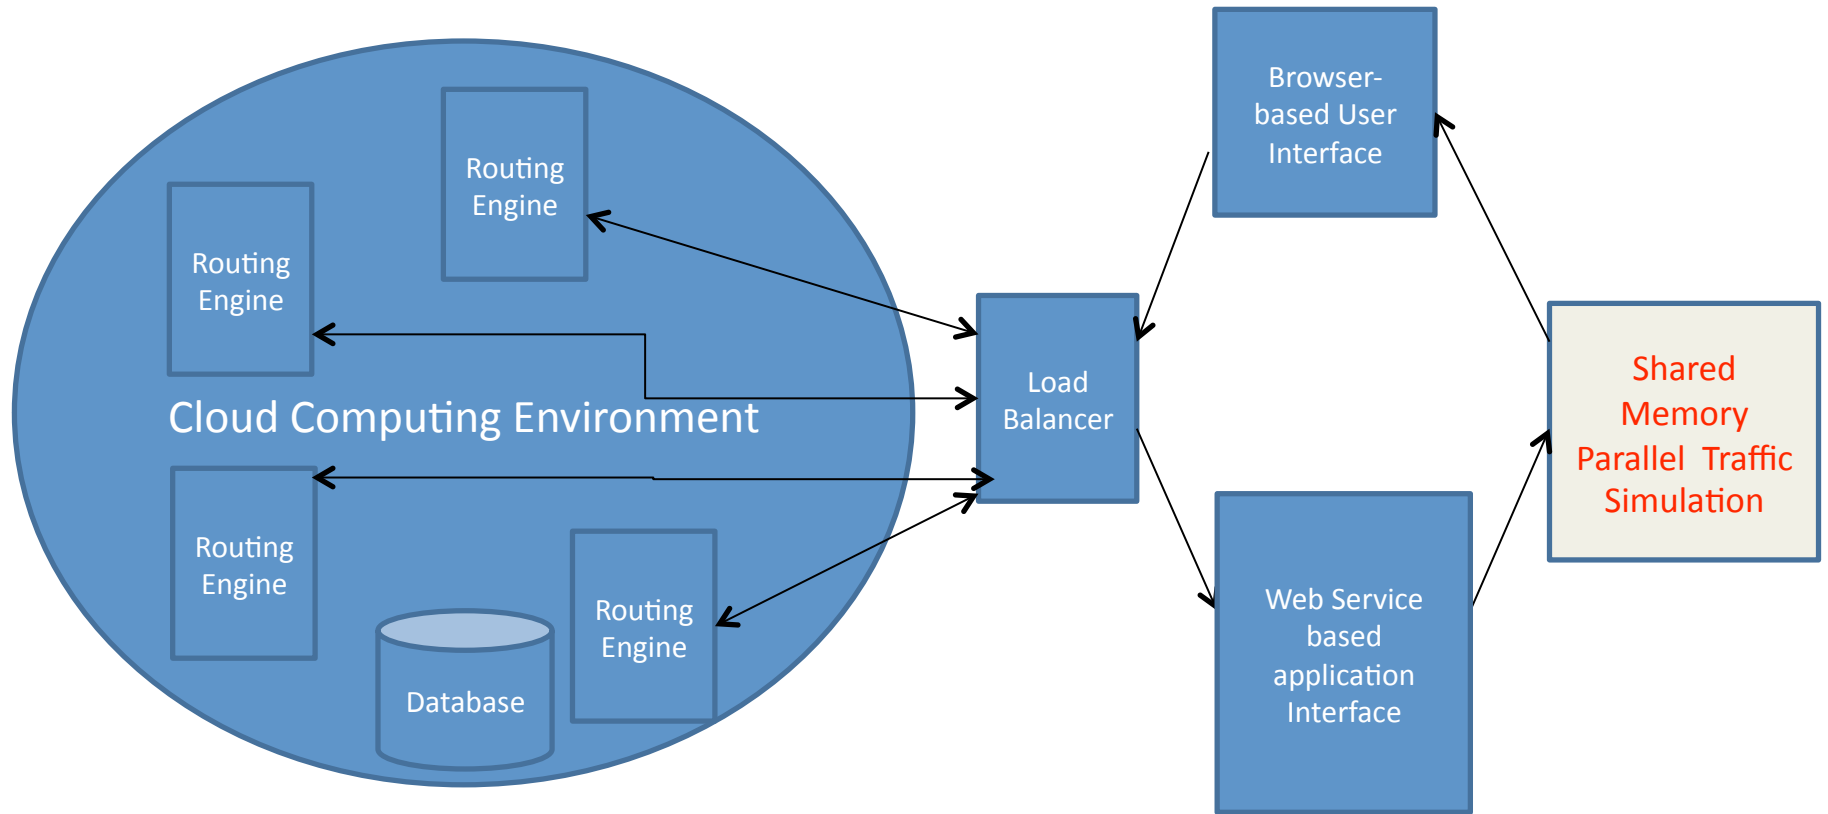 Browser-
based User
Interface
Routing
Engine
Routing
Engine
Cloud Computing Environment
Load
Balancer
Shared
Memory
Parallel Traffic
Simulation
Routing
Engine
Routing
Engine
Database
Web Service
based
application
Interface